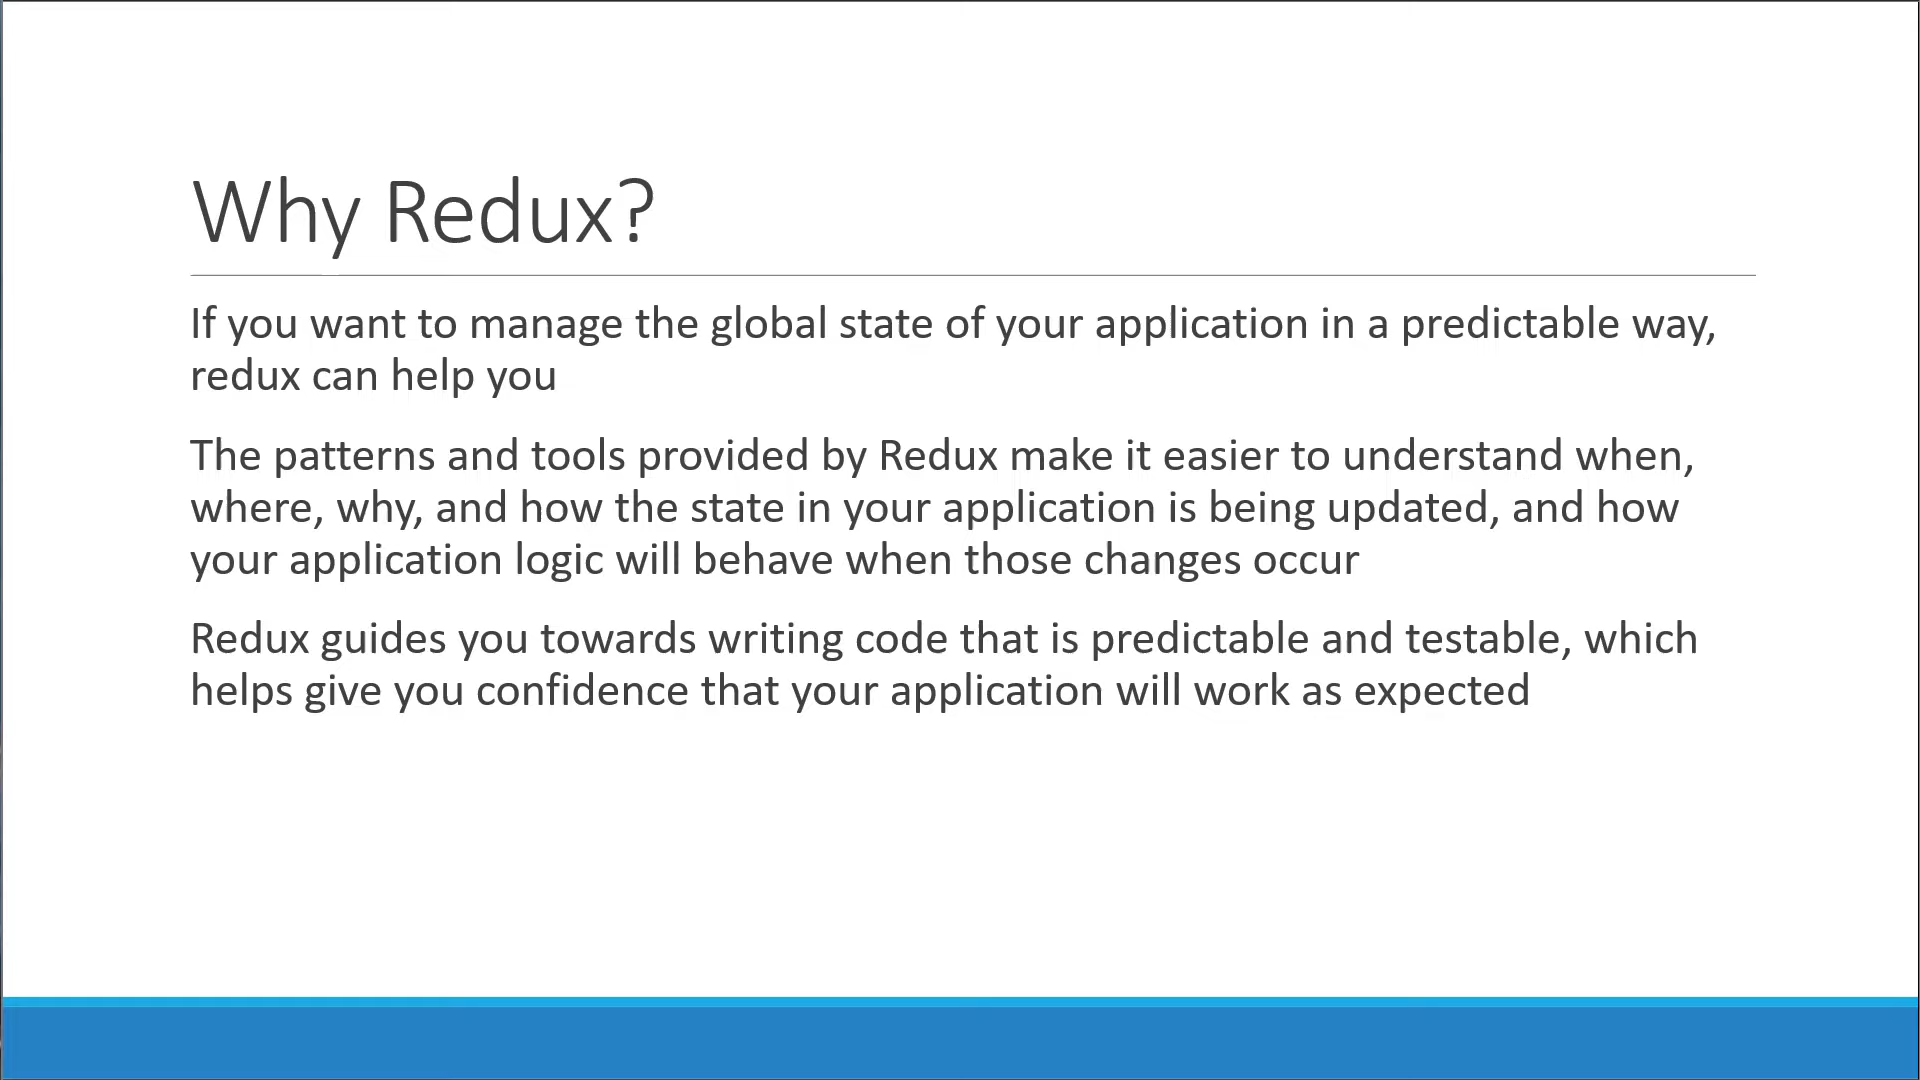 Why Redux?
If you want to manage the global state of your application in a predictable way,
redux can help you
The patterns and tools provided by Redux make it easier to understand when,
where, why, and how the state in your application is being updated, and how
your application logic will behave when those changes occur
Redux guides you towards writing code that is predictable and testable, which
helps give you confidence that your application will work as expected